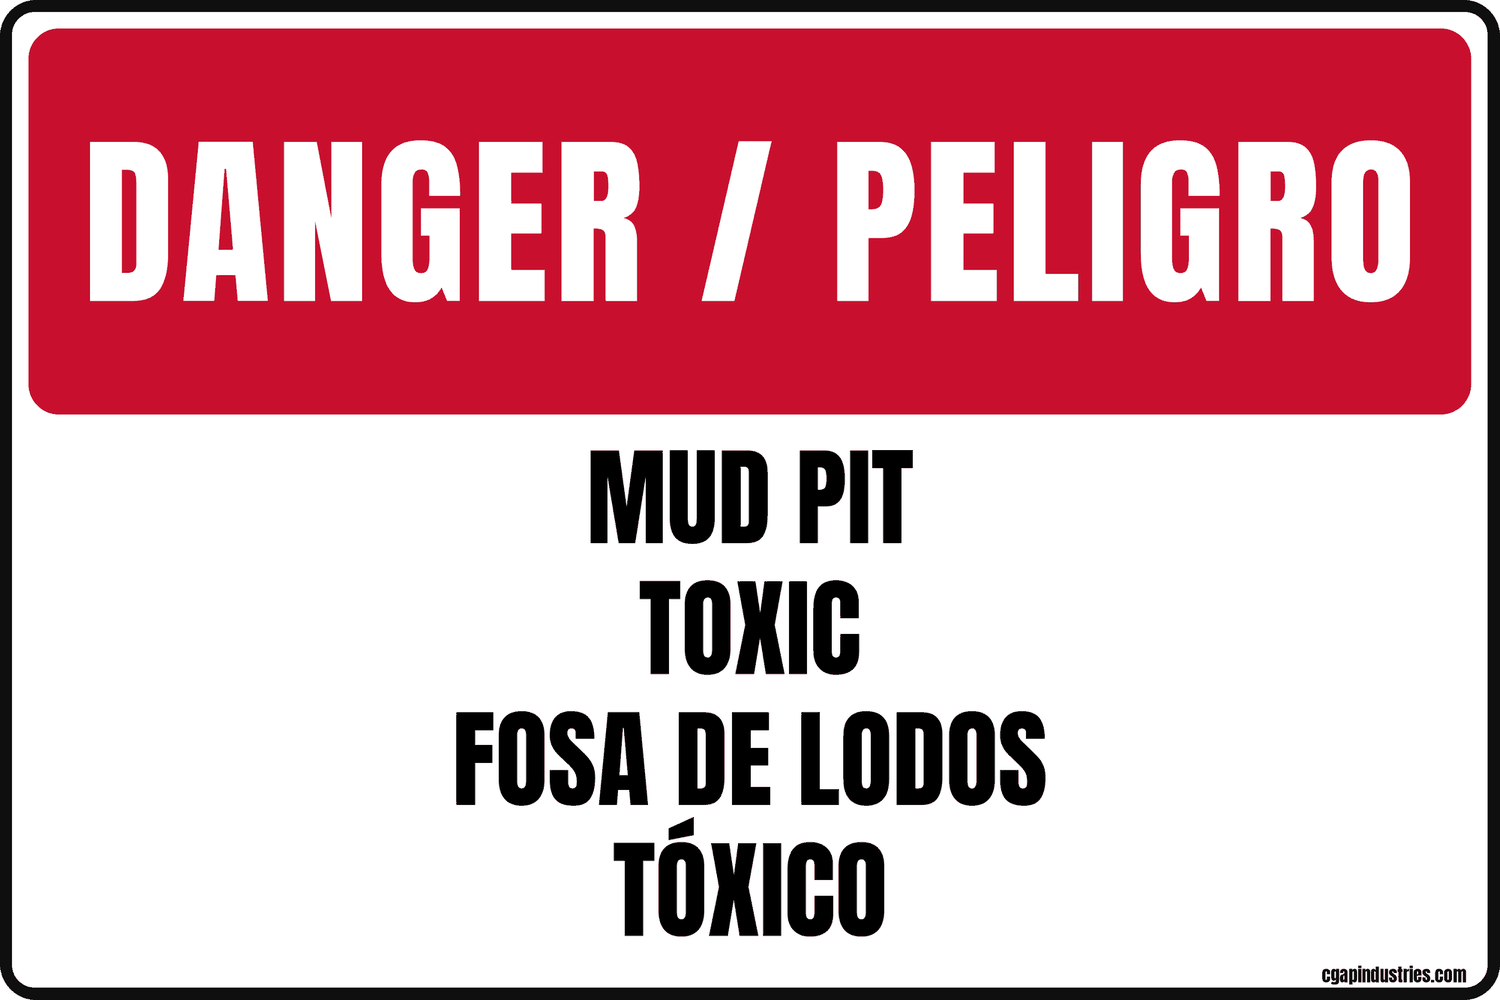 DANGER / PELIGRO
MUD PIT
TOXIC
FOSA DE LODOS
TÓXICO
cgapindustries.com